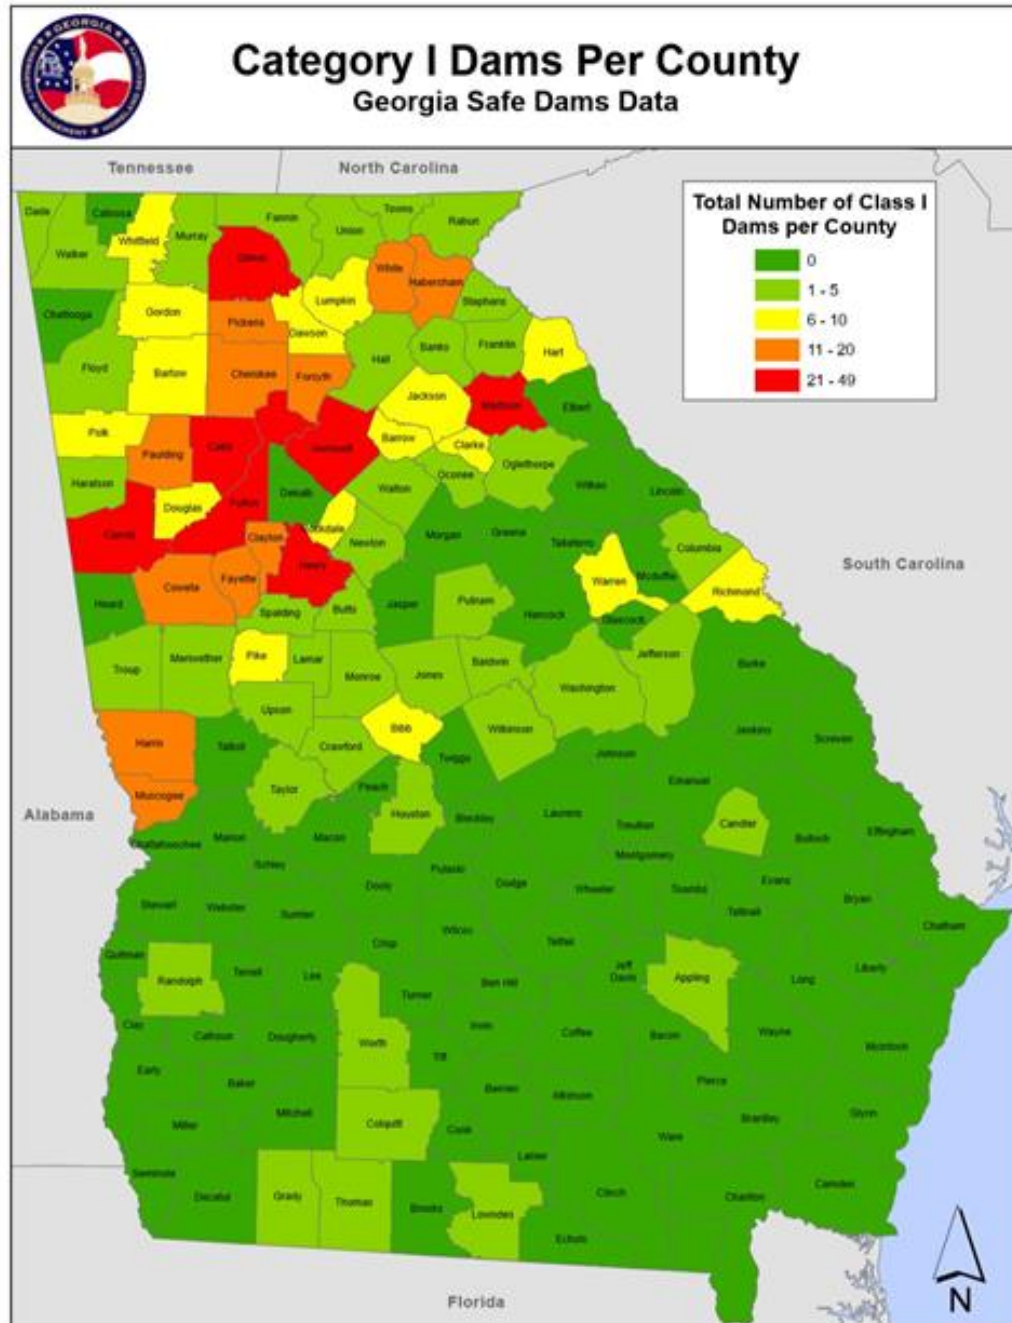 GEORGIA
Category I Dams Per County
Georgia Safe Dams Data
Tennessee
North Carolina
Total Number of Class I
Dams per County
0
1 - 5
6 - 10
11 - 20
21 - 49
Dade
Catoosa
Whitfield
Murray
Fannin
Union
Towns
Rabun
Walker
Gilmer
White
Habersham
Chattooga
Gordon
Lumpkin
Stephens
Pickens
Dawson
Floyd
Bartow
Cherokee
Forsyth
Hall
Banks
Franklin
Hart
Jackson
Madison
Elbert
Polk
Paulding
Cobb
Gwinnett
Barrow
Clarke
Oglethorpe
Haralson
Douglas
Fulton
Dekalb
Walton
Oconee
Wilkes
Lincoln
Carroll
Clayton
Newton
Morgan
Greene
Taliaferro
Columbia
South Carolina
Coweta
Fayette
Henry
Warren
Mcduffie
Richmond
Heard
Spalding
Butts
Jasper
Putnam
Hancock
Glascock
Troup
Meriwether
Pike
Lamar
Monroe
Jones
Baldwin
Washington
Jefferson
Burke
Upson
Harris
Talbot
Crawford
Bibb
Twiggs
Wilkinson
Johnson
Jenkins
Screven
Muscogee
Taylor
Peach
Houston
Bleckley
Laurens
Emanuel
Treutlen
Candler
Bulloch
Effingham
Alabama
Chattahoochee
Marion
Macon
Schley
Pulaski
Dooly
Dodge
Montgomery
Wheeler
Toombs
Evans
Tattnall
Bryan
Chatham
Stewart
Webster
Sumter
Crisp
Wilcox
Telfair
Quitman
Randolph
Terrell
Lee
Turner
Ben Hill
Jeff
Davis
Appling
Long
Liberty
Clay
Calhoun
Dougherty
Worth
Irwin
Coffee
Bacon
Wayne
Mcintosh
Early
Baker
Tift
Berrien
Atkinson
Pierce
Miller
Mitchell
Colquitt
Cook
Ware
Brantley
Glynn
Seminole
Decatur
Grady
Thomas
Brooks
Lowndes
Lanier
Clinch
Echols
Charlton
Camden
Florida
N